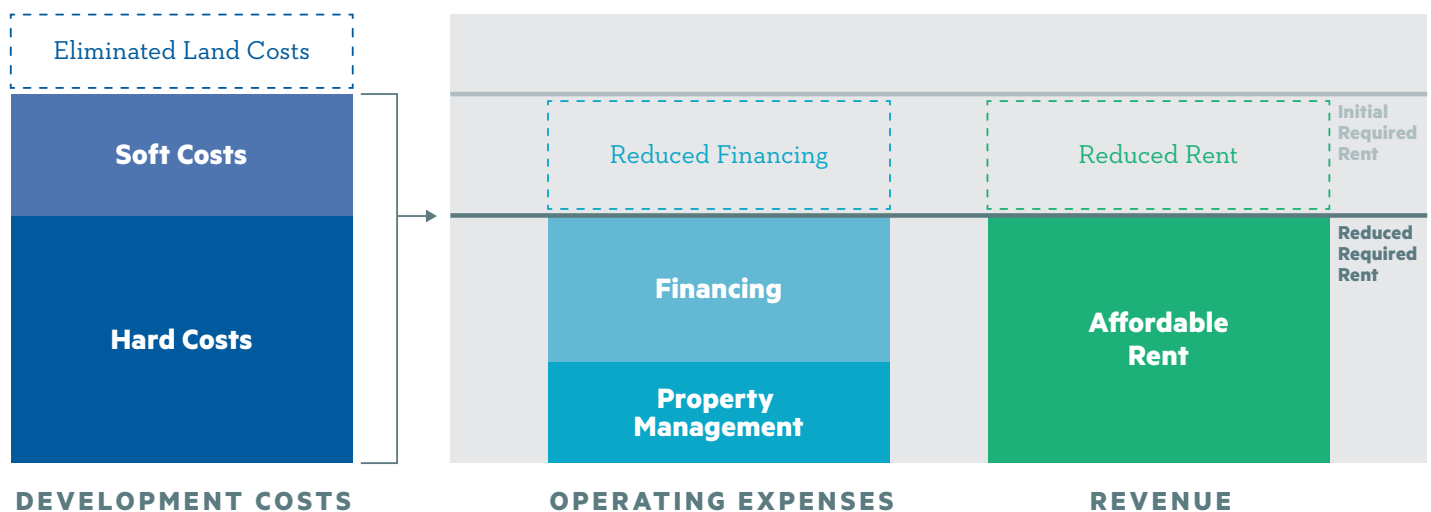 Eliminated Land Costs
Soft Costs
Hard Costs
DEVELOPMENT COSTS
Reduced Financing
Financing
Property
Management
OPERATING EXPENSES
Reduced Rent
Affordable
Rent
REVENUE
Initial
Required
Rent
Reduced
Required
Rent